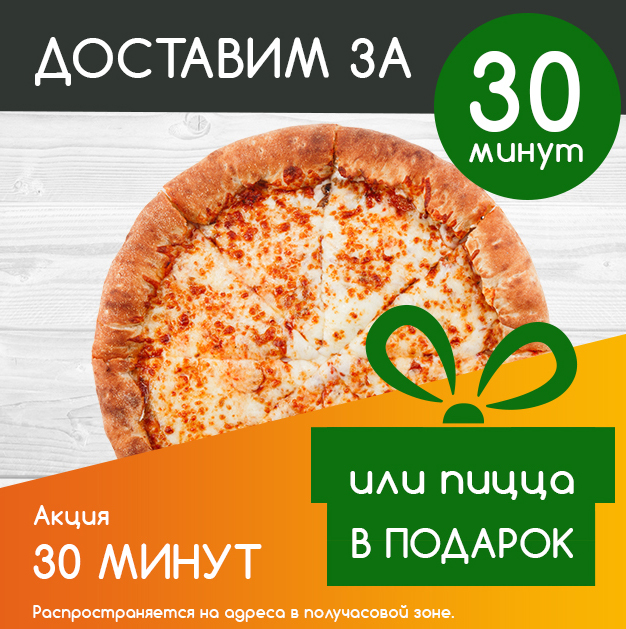 ДОСТАВИМ ЗА
30
минут
или пицца
В ПОДАРОК
Акция
30 МИНУТ
Распространяется на адреса в получасовой зоне.